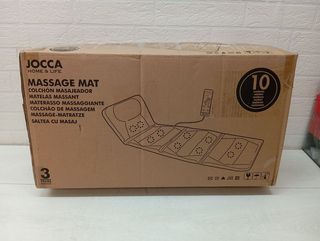 JOCCA
HOME & LIFE
MASSAGE MAT
COLCHÓN MASAJEADOR
MATELAS MASSANT
MATERASSO MASSAGGIANTE
COLCHÃO DE MASSAGEM
MASSAGE-MATRATZE
SALTEA CU MASAJ
10
3